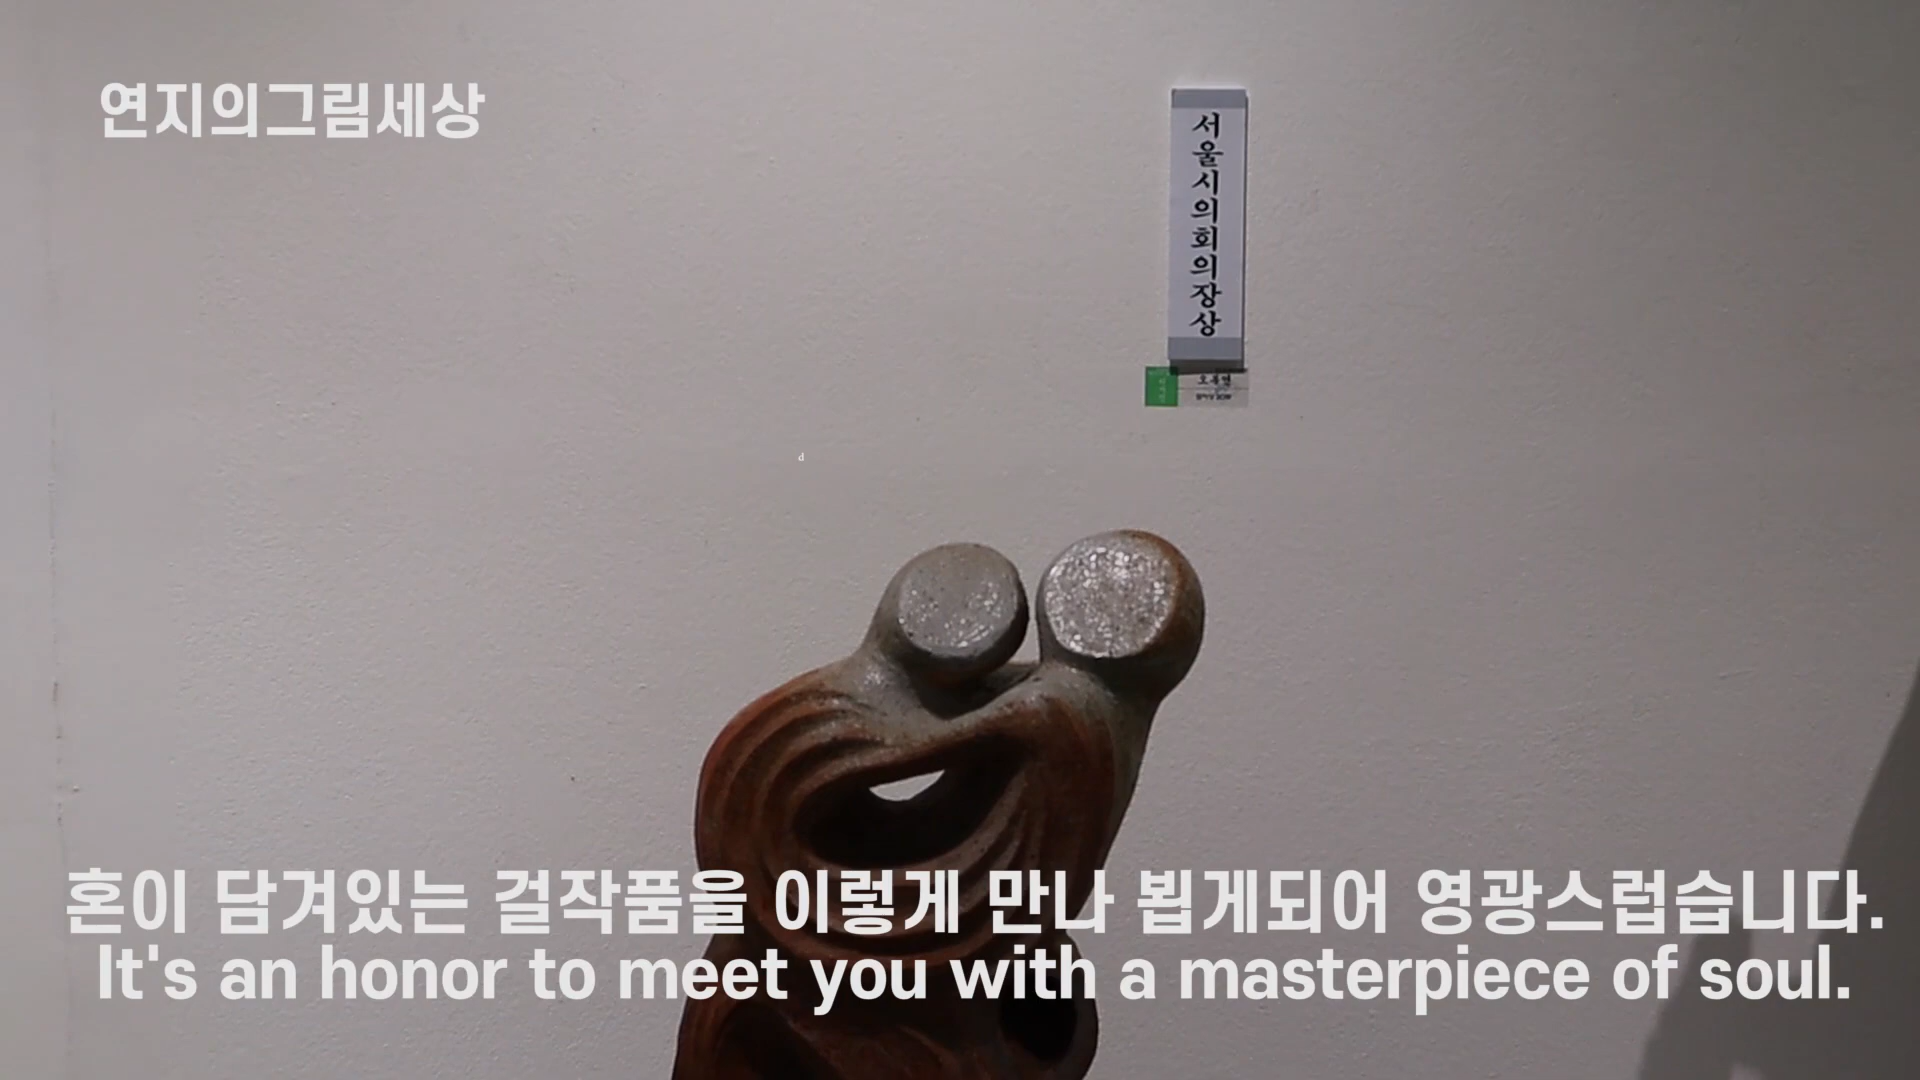 연지의그림세상
서울시의회의장상
d
혼이 담겨있는 걸작품을 이렇게 만나 뵙게되어 영광스럽습니다.
It's an honor to meet you with a masterpiece of soul.